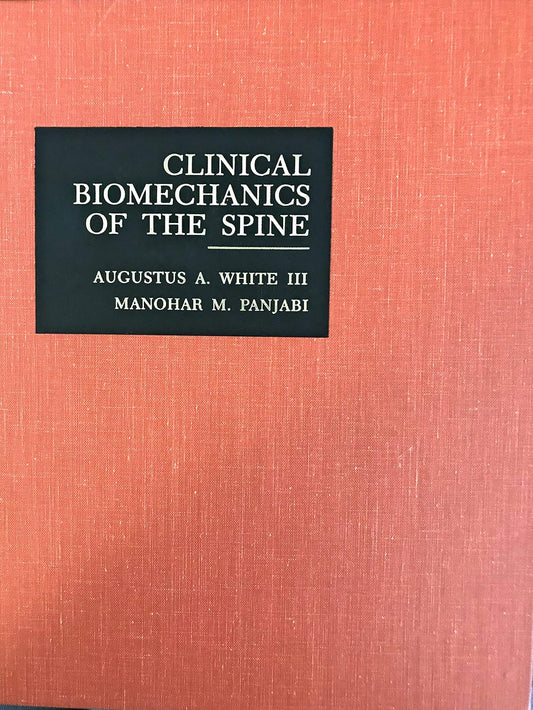 CLINICAL
BIOMECHANICS
OF THE SPINE
AUGUSTUS A. WHITE III
MANOHAR M. PANJABI